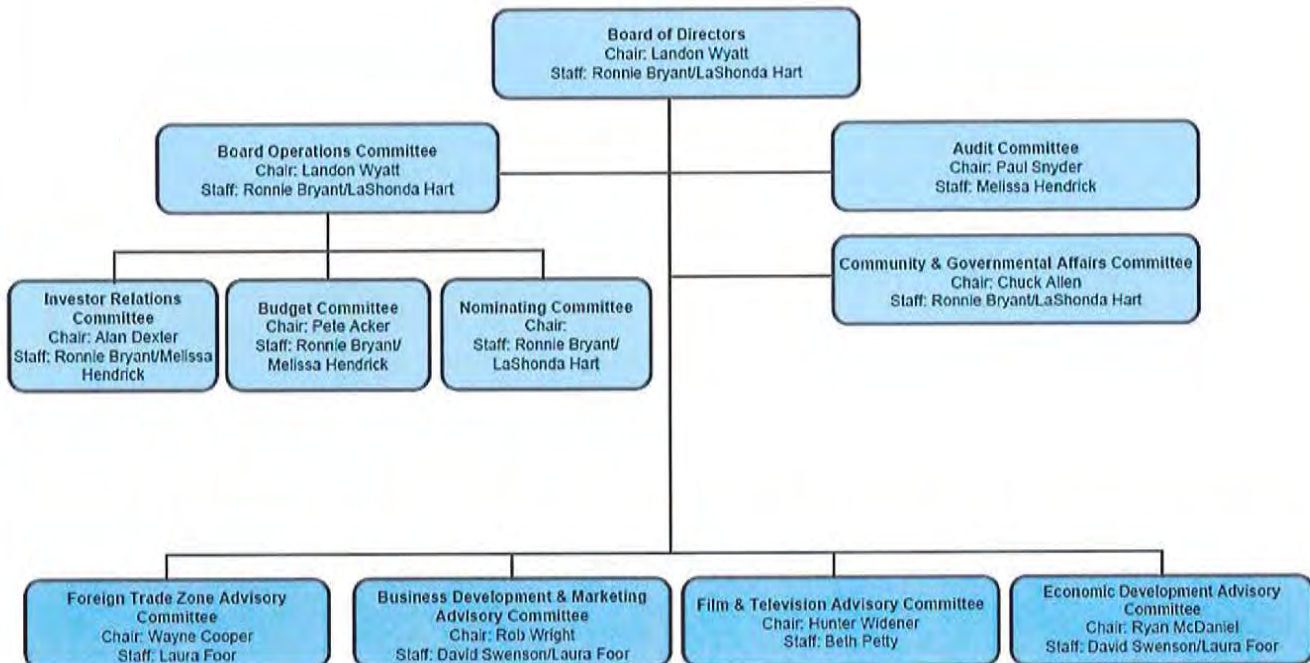 Board of Directors
Chair: Landon Wyatt
Staff: Ronnie Bryant/LaShonda Hart
Board Operations Committee
Chair: Landon Wyatt
Staff: Ronnie Bryant/LaShonda Hart
Audit Committee
Chair: Paul Snyder
Staff: Melissa Hendrick
Community & Governmental Affairs Committee
Chair: Chuck Allen
Staff: Ronnie Bryant/LaShonda Hart
Investor Relations
Committee
Chair: Alan Dexler
Staff: Ronnie Bryant/Melissa
Hendrick
Budget Committee
Chair: Pete Acker
Staff: Ronnie Bryant/
Melissa Hendrick
Nominating Committee
Chair:
Staff: Ronnie Bryant/
LaShonda Hart
Foreign Trade Zone Advisory
Committee
Chair: Wayne Cooper
Staff: Laura Foor
Business Development & Marketing
Advisory Committee
Chair: Rob Wright
Staff: David Swenson/Laura Foor
Film & Television Advisory Committee
Chair: Hunter Widener
Staff: Beth Petty
Economic Development Advisory
Committee
Chair: Ryan McDaniel
Staff: David Swenson/Laura Foor